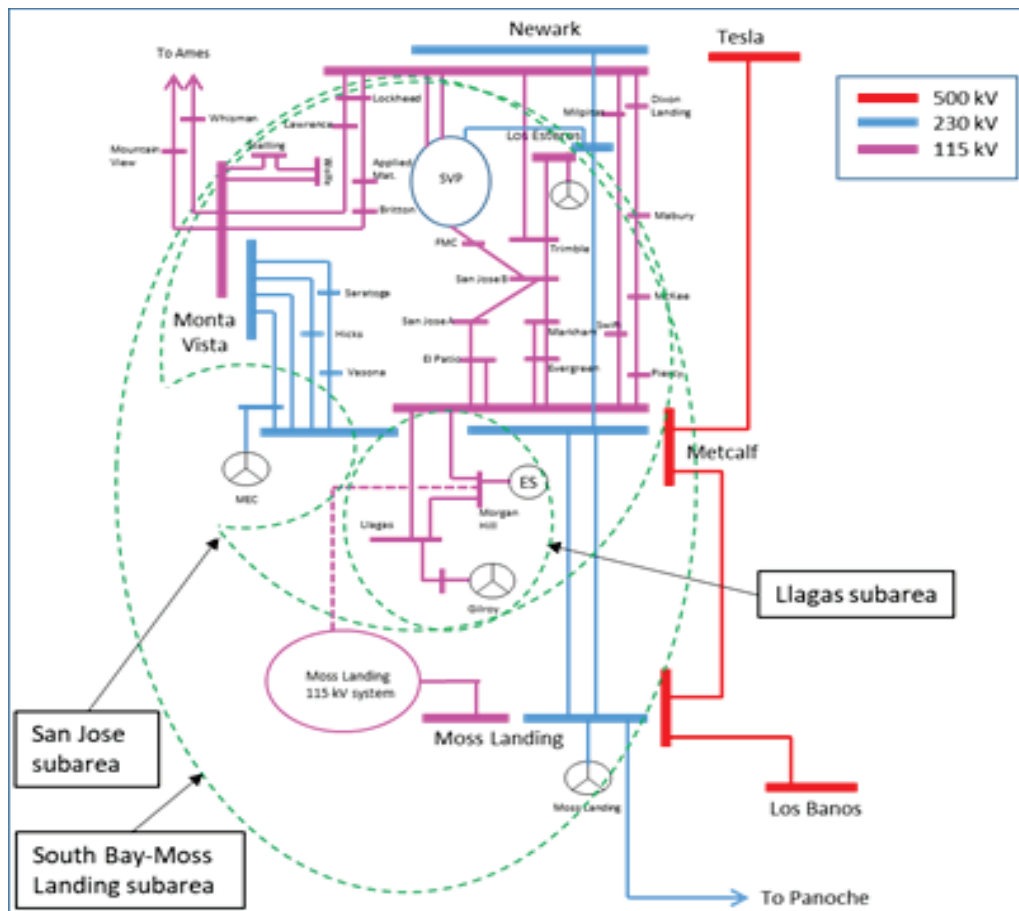 Newark
Tesla
To Ames
500 kV
230 kV
115 kV
Lockhead
Dixon
Landing
Milpitas
Whisman
Lawrence
Los Esteros
Mountain
View
Stelling
Wolfe
Applied
Mat.
SVP
Britton
Mabury
FMC
Trimble
San Jose B
Saratoga
McKee
Monta
Vista
San Jose A
Swift
Markham
Hicks
El Patio
Evergreen
Vasona
Piercy
Metcalf
MEC
ES
Morgan
Hill
Llagas
Llagas subarea
Gilroy
Moss Landing
115 kV system
San Jose
subarea
Moss Landing
Moss Landing
Los Banos
South Bay-Moss
Landing subarea
To Panoche